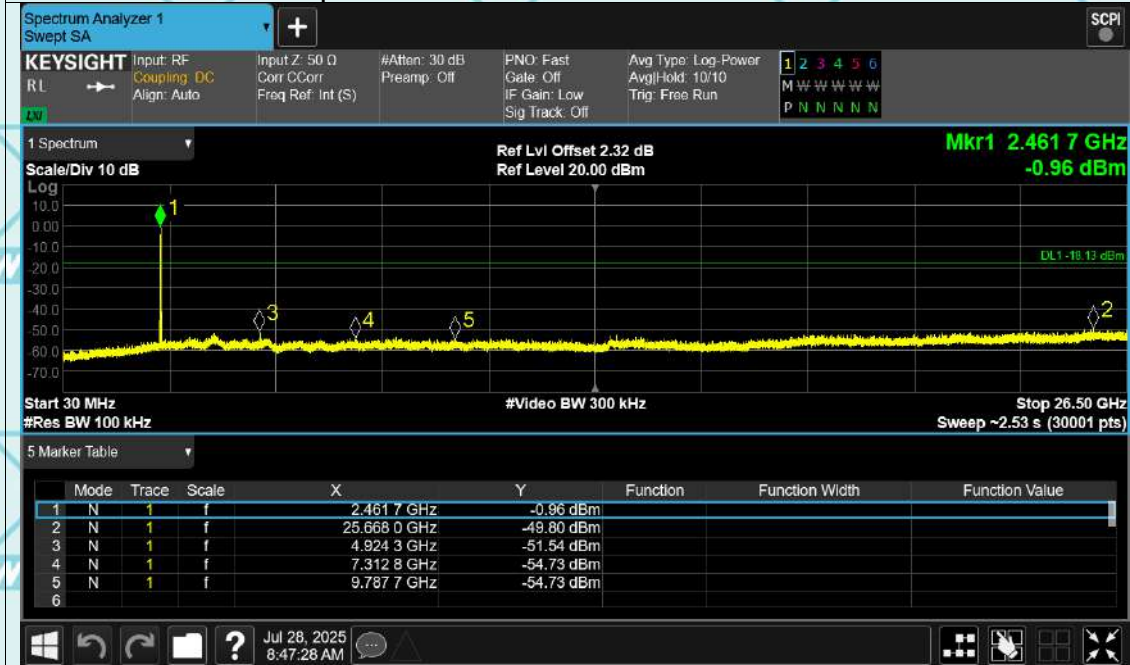 Spectrum Analyzer 1
Swept SA
+
SCPI
KEYSIGHT
RL
LXI
Input: RF
Coupling: DC
Align: Auto
Input Z: 50 Ω
Corr CCorr
Freq Ref: Int (S)
#Atten: 30 dB
Preamp: Off
PNO: Fast
Gate: Off
IF Gain: Low
Sig Track: Off
Avg Type: Log-Power
Avg|Hold: 10/10
Trig: Free Run
1 2 3 4 5 6
M W W W W W
P N N N N N
1 Spectrum
Scale/Div 10 dB
Ref Lvl Offset 2.32 dB
Ref Level 20.00 dBm
Mkr1 2.461 7 GHz
-0.96 dBm
Log
10.0
0.00
-10.0
-20.0
-30.0
-40.0
-50.0
-60.0
-70.0
1
DL1 -18.13 dBm
3
4
5
2
Start 30 MHz
#Res BW 100 kHz
#Video BW 300 kHz
Stop 26.50 GHz
Sweep ~2.53 s (30001 pts)
5 Marker Table
Mode Trace Scale X Y Function Function Width Function Value
1 N 1 f 2.461 7 GHz -0.96 dBm
2 N 1 f 25.668 0 GHz -49.80 dBm
3 N 1 f 4.924 3 GHz -51.54 dBm
4 N 1 f 7.312 8 GHz -54.73 dBm
5 N 1 f 9.787 7 GHz -54.73 dBm
6
?
Jul 28, 2025
8:47:28 AM